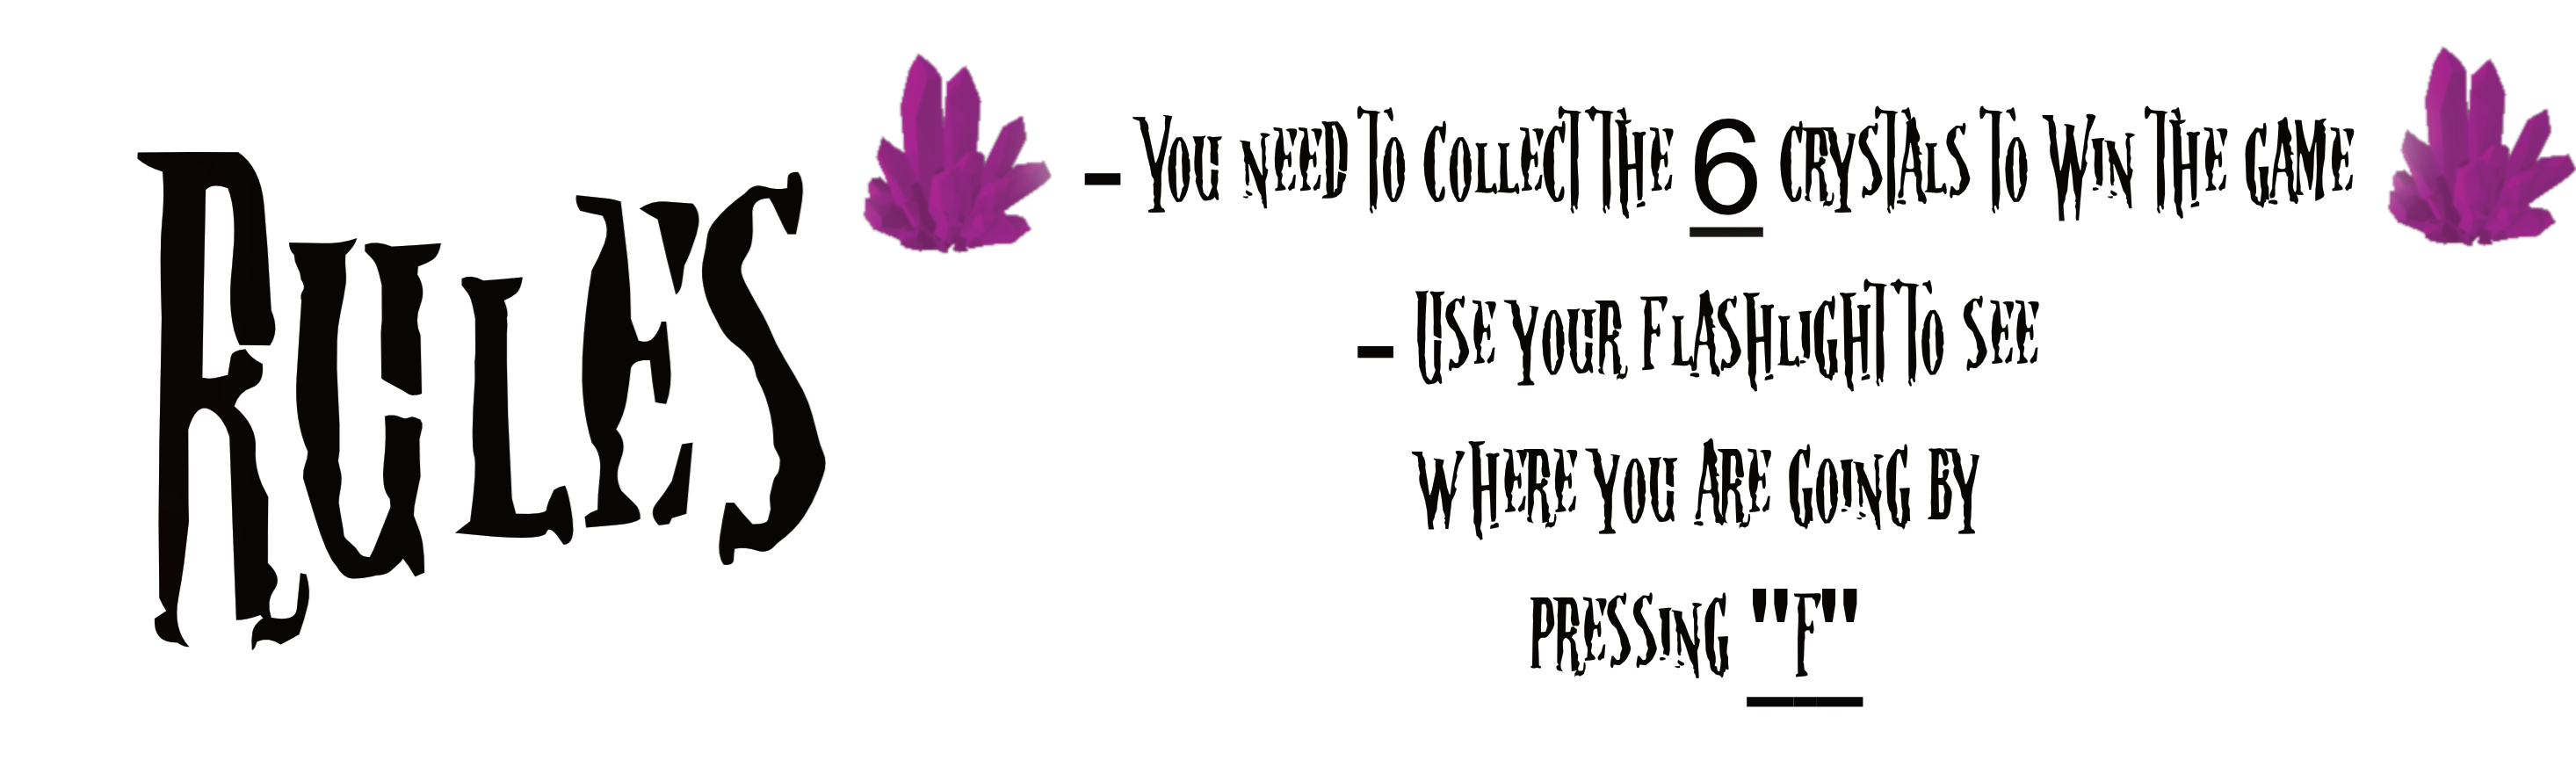 RULES
- YOU NEED TO COLLECT THE 6 CRYSTALS TO WIN THE GAME
- USE YOUR FLASHLIGHT TO SEE
WHERE YOU ARE GOING BY
PRESSING "F"